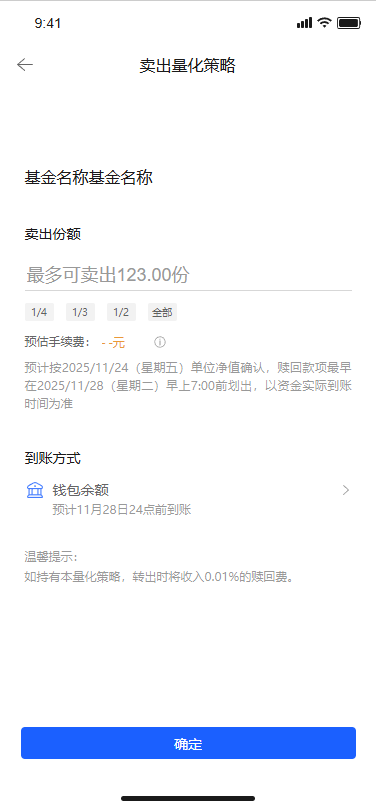 9:41
卖出量化策略
基金名称基金名称
卖出份额
最多可卖出123.00份
1/4 1/3 1/2 全部
预估手续费： - -元
预计按2025/11/24（星期五）单位净值确认，赎回款项最早
在2025/11/28（星期二）早上7:00前划出，以资金实际到账
时间为准
到账方式
钱包余额
预计11月28日24点前到账
温馨提示：
如持有本量化策略，转出时将收入0.01%的赎回费。
确定